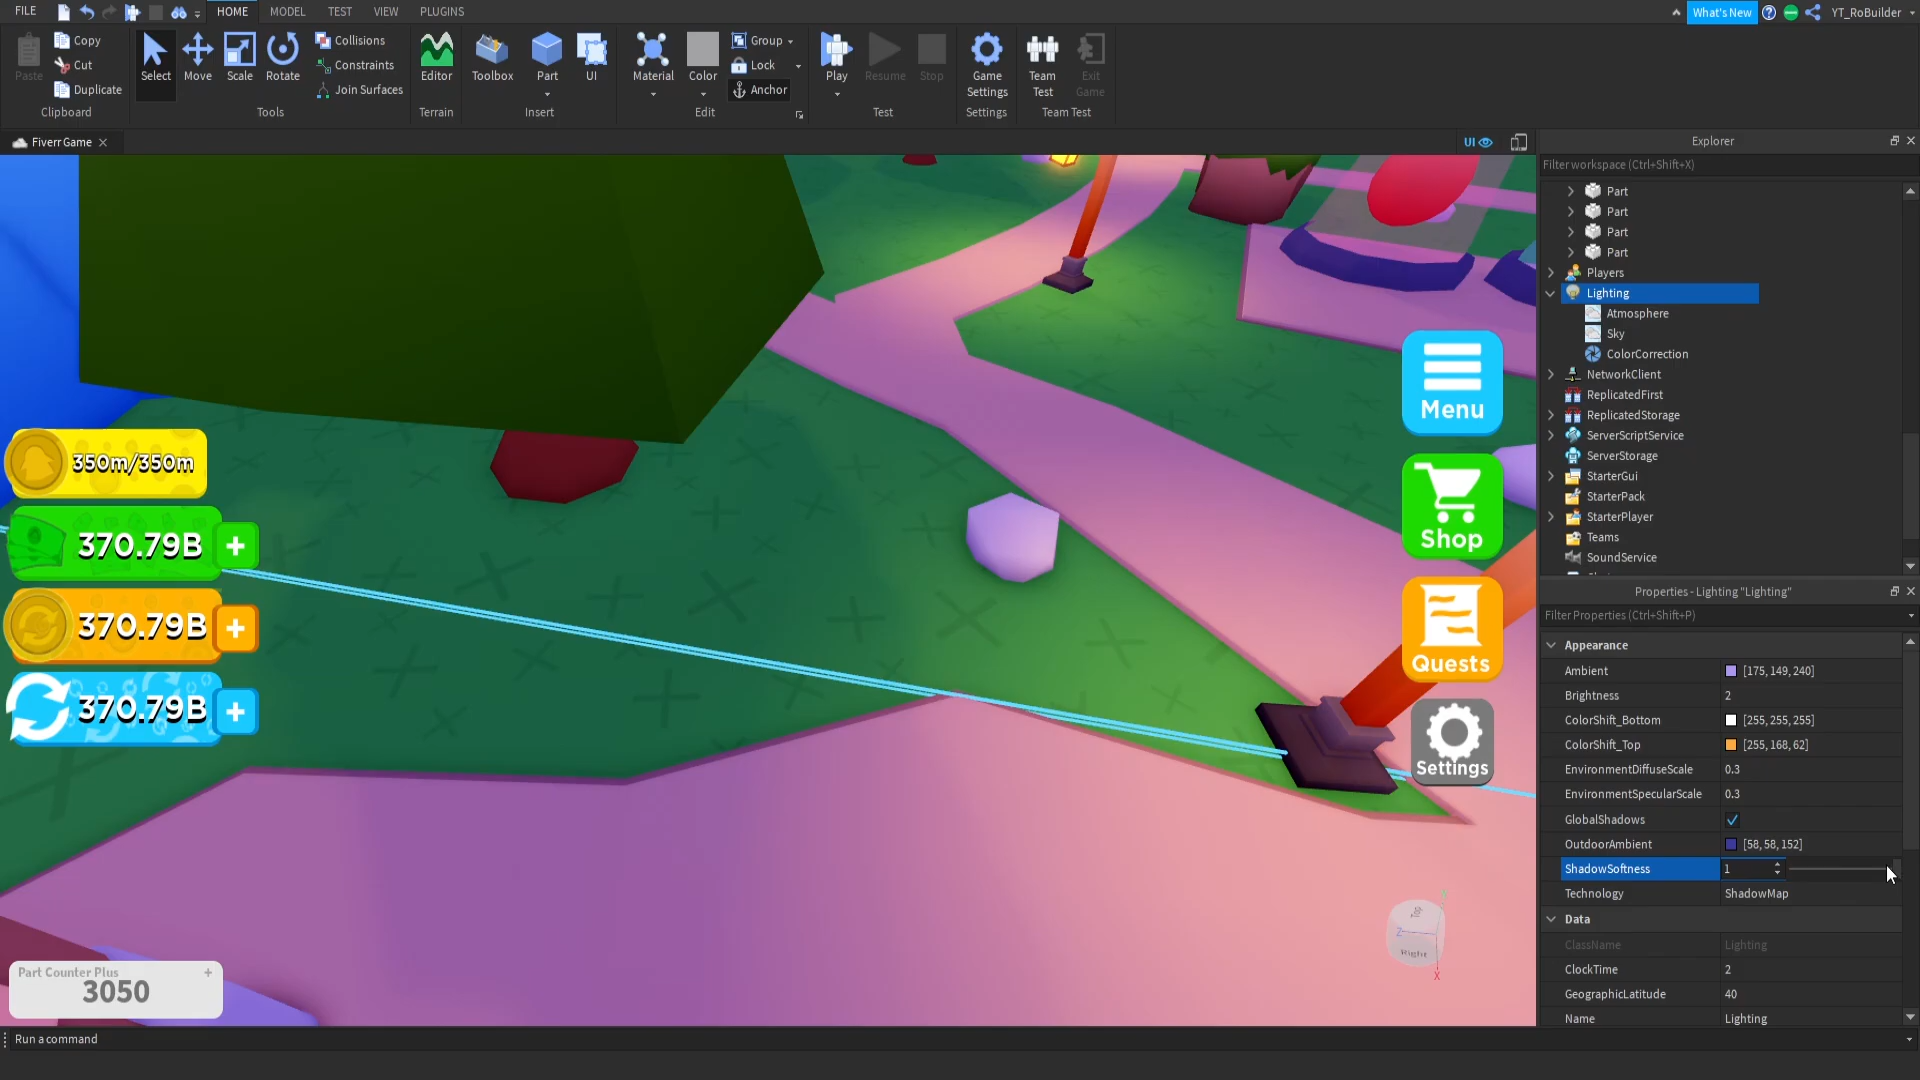 FILE
HOME
MODEL
TEST
VIEW
PLUGINS
What's New
YT_RoBuilder
Paste
Copy
Cut
Duplicate
Clipboard
Select
Move
Scale
Rotate
Collisions
Constraints
Join Surfaces
Tools
Editor
Terrain
Toolbox
Part
UI
Insert
Material
Color
Group
Lock
Anchor
Edit
Play
Resume
Stop
Test
Game
Settings
Settings
Team
Test
Exit
Game
Team Test
Fiverr Game
UI
Explorer
Filter workspace (Ctrl+Shift+X)
Part
Part
Part
Part
Players
Lighting
Atmosphere
Sky
ColorCorrection
NetworkClient
ReplicatedFirst
ReplicatedStorage
ServerScriptService
ServerStorage
StarterGui
StarterPack
StarterPlayer
Teams
SoundService
Properties - Lighting "Lighting"
Filter Properties (Ctrl+Shift+P)
Appearance
Ambient [175, 149, 240]
Brightness 2
ColorShift_Bottom [255, 255, 255]
ColorShift_Top [255, 168, 62]
EnvironmentDiffuseScale 0.3
EnvironmentSpecularScale 0.3
GlobalShadows
OutdoorAmbient [58, 58, 152]
ShadowSoftness 1
Technology ShadowMap
Data
ClassName Lighting
ClockTime 2
GeographicLatitude 40
Name Lighting
350m/350m
370.79B +
370.79B +
370.79B +
Menu
Shop
Quests
Settings
Z
Right
X
Part Counter Plus +
3050
Run a command